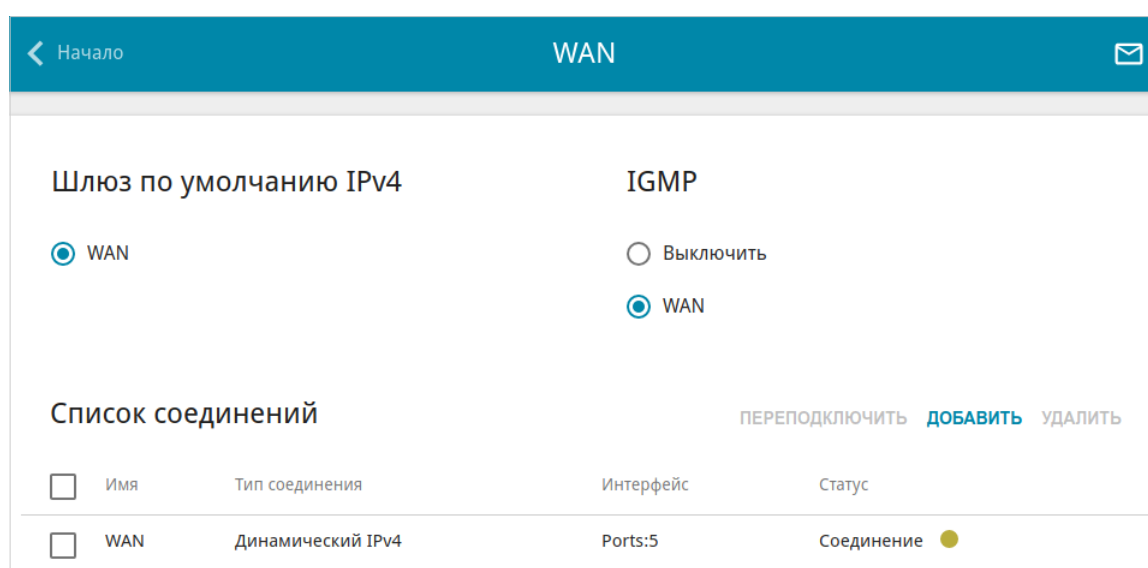 Начало WAN
Шлюз по умолчанию IPv4 IGMP
WAN Выключить
WAN
Список соединений ПЕРЕПОДКЛЮЧИТЬ ДОБАВИТЬ УДАЛИТЬ
Имя Тип соединения Интерфейс Статус
WAN Динамический IPv4 Ports:5 Соединение